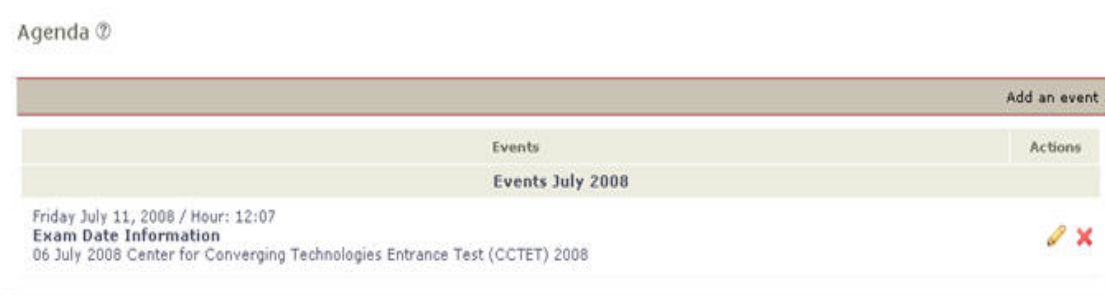 Agenda
Add an event
Events Actions
Events July 2008
Friday July 11, 2008 / Hour: 12:07
Exam Date Information
06 July 2008 Center for Converging Technologies Entrance Test (CCTET) 2008